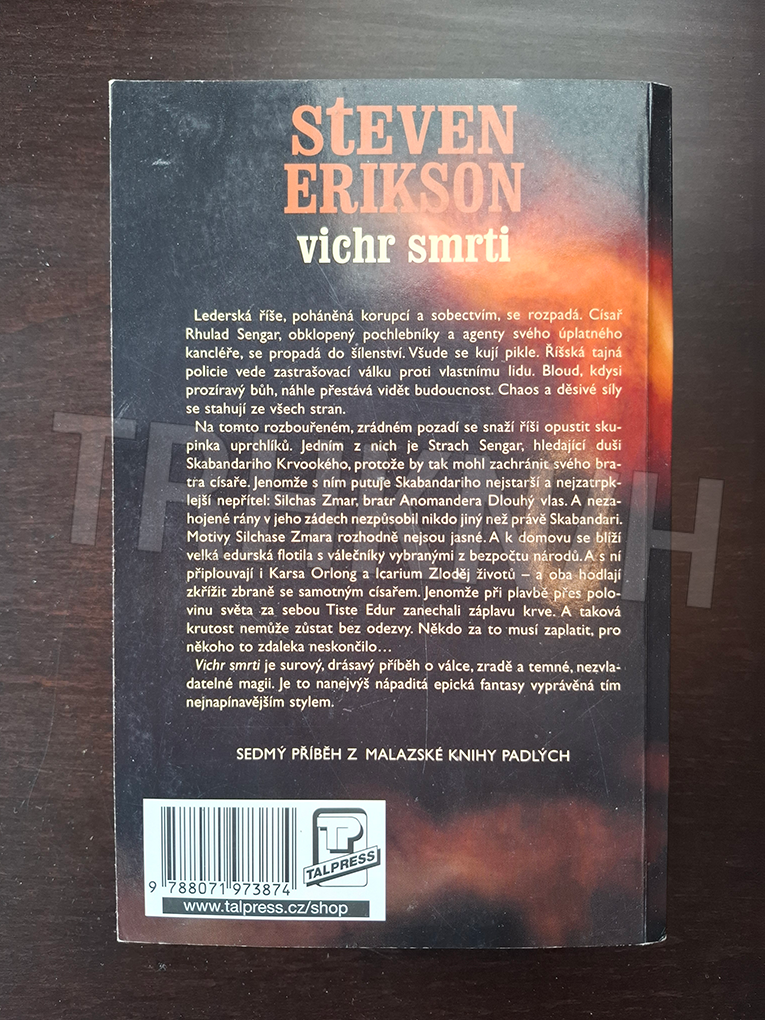 STEVEN
ERIKSON
vichr smrti
Lederská říše, poháněná korupcí a sobectvím, se rozpadá. Císař
Rhulad Sengar, obklopený pochlebníky a agenty svého úplatného
kancléře, se propadá do šílenství. Všude se kují pikle. Říšská tajná
policie vede zastrašovací válku proti vlastnímu lidu. Bloud, kdysi
prozíravý bůh, náhle přestává vidět budoucnost. Chaos a děsivé síly
se stahují ze všech stran.
Na tomto rozbouřeném, zrádném pozadí se snaží říši opustit sku-
pinka uprchlíků. Jedním z nich je Strach Sengar, hledající duši
Skabandariho Krvookého, protože by tak mohl zachránit svého bra-
tra císaře. Jenomže s ním putuje Skabandariho nejstarší a nejzatrpk-
lejší nepřítel: Silchas Zmar, bratr Anomandera Dlouhý vlas. A neza-
hojené rány v jeho zádech nezpůsobil nikdo jiný než právě Skabandari.
Motivy Silchase Zmara rozhodně nejsou jasné. A k domovu se blíží
velká edurská flotila s válečníky vybranými z bezpočtu národů. A s ní
připlouvají i Karsa Orlong a Icarium Zloděj životů – a oba hodlají
zkřížit zbraně se samotným císařem. Jenomže při plavbě přes polo-
vinu světa za sebou Tiste Edur zanechali záplavu krve. A taková
krutost nemůže zůstat bez odezvy. Někdo za to musí zaplatit, pro
někoho to zdaleka neskončilo...
Vichr smrti je surový, drásavý příběh o válce, zradě a temné, nezvla-
datelné magii. Je to nanejvýš nápaditá epická fantasy vyprávěná tím
nejnapínavějším stylem.
SEDMÝ PŘÍBĚH Z MALAZSKÉ KNIHY PADLÝCH
TP
TALPRESS
9 788071 973874
www.talpress.cz/shop
TRHKNIH